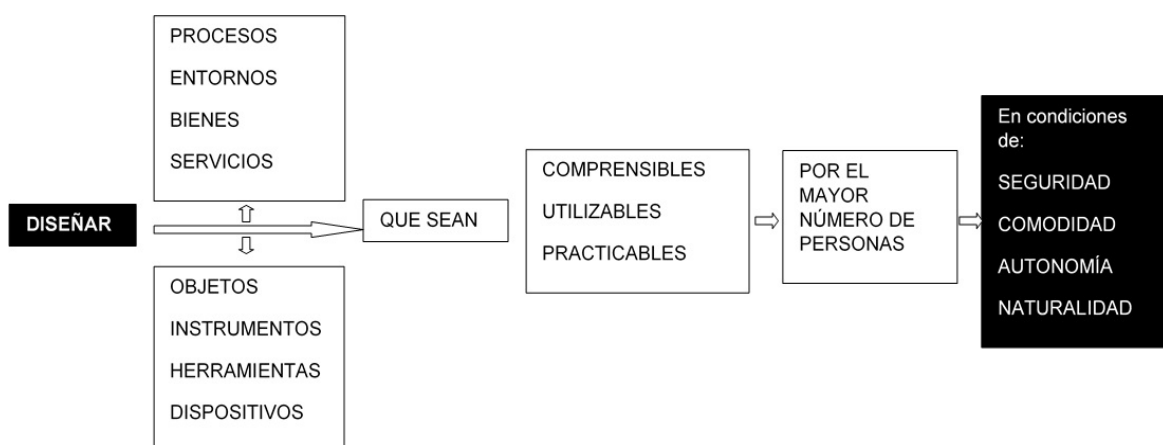 DISEÑAR
PROCESOS
ENTORNOS
BIENES
SERVICIOS
OBJETOS
INSTRUMENTOS
HERRAMIENTAS
DISPOSITIVOS
QUE SEAN
COMPRENSIBLES
UTILIZABLES
PRACTICABLES
POR EL
MAYOR
NÚMERO DE
PERSONAS
En condiciones
de:
SEGURIDAD
COMODIDAD
AUTONOMÍA
NATURALIDAD